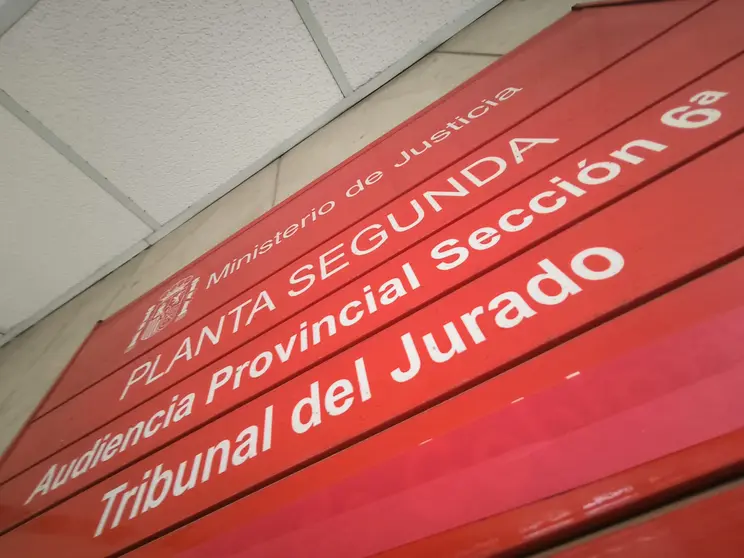 Ministerio de Justicia
PLANTA SEGUNDA
Audiencia Provincial Sección 6ª
Tribunal del Jurado